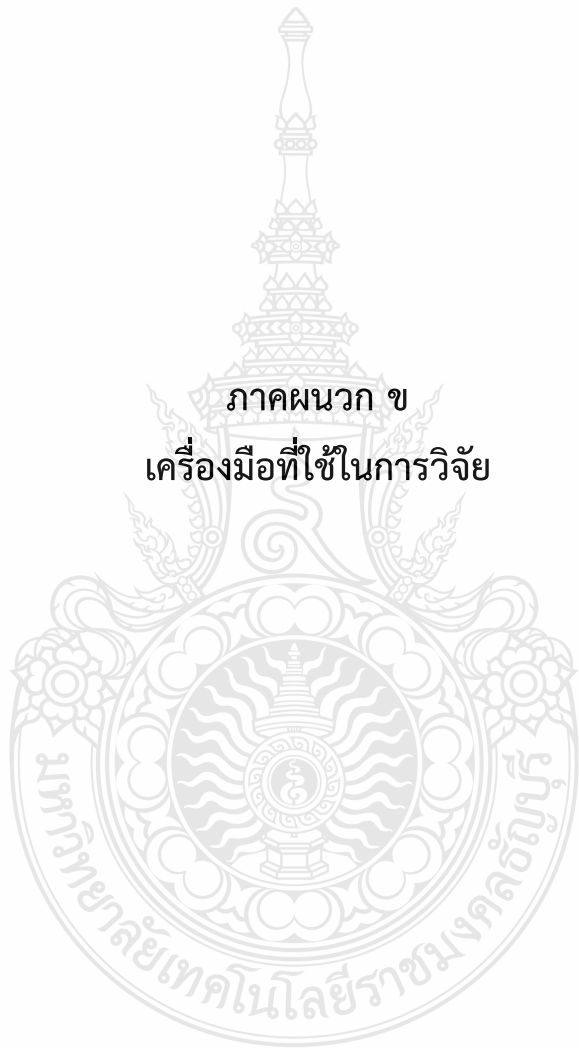 ภาคผนวก ข
เครื่องมือที่ใช้ในการวิจัย
มหาวิทยาลัยเทคโนโลยีราชมงคลธัญบุรี